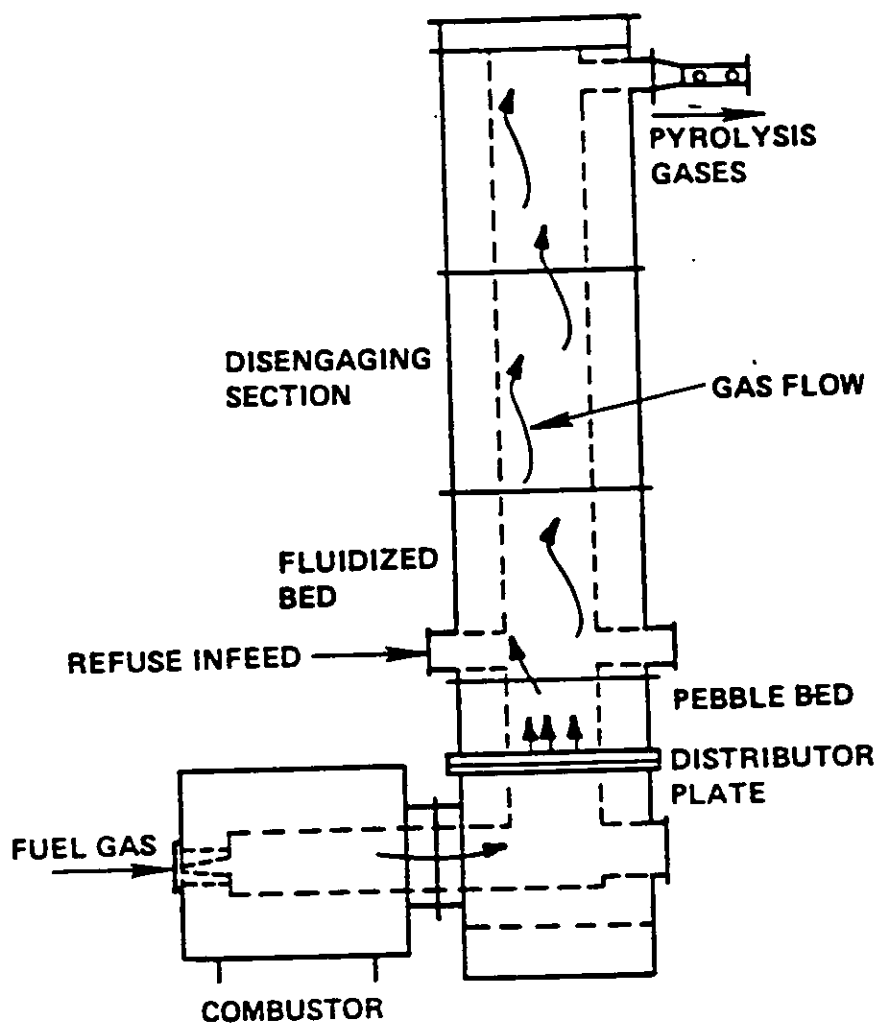 PYROLYSIS
GASES
DISENGAGING
SECTION
GAS FLOW
FLUIDIZED
BED
REFUSE INFEED
PEBBLE BED
DISTRIBUTOR
PLATE
FUEL GAS
COMBUSTOR